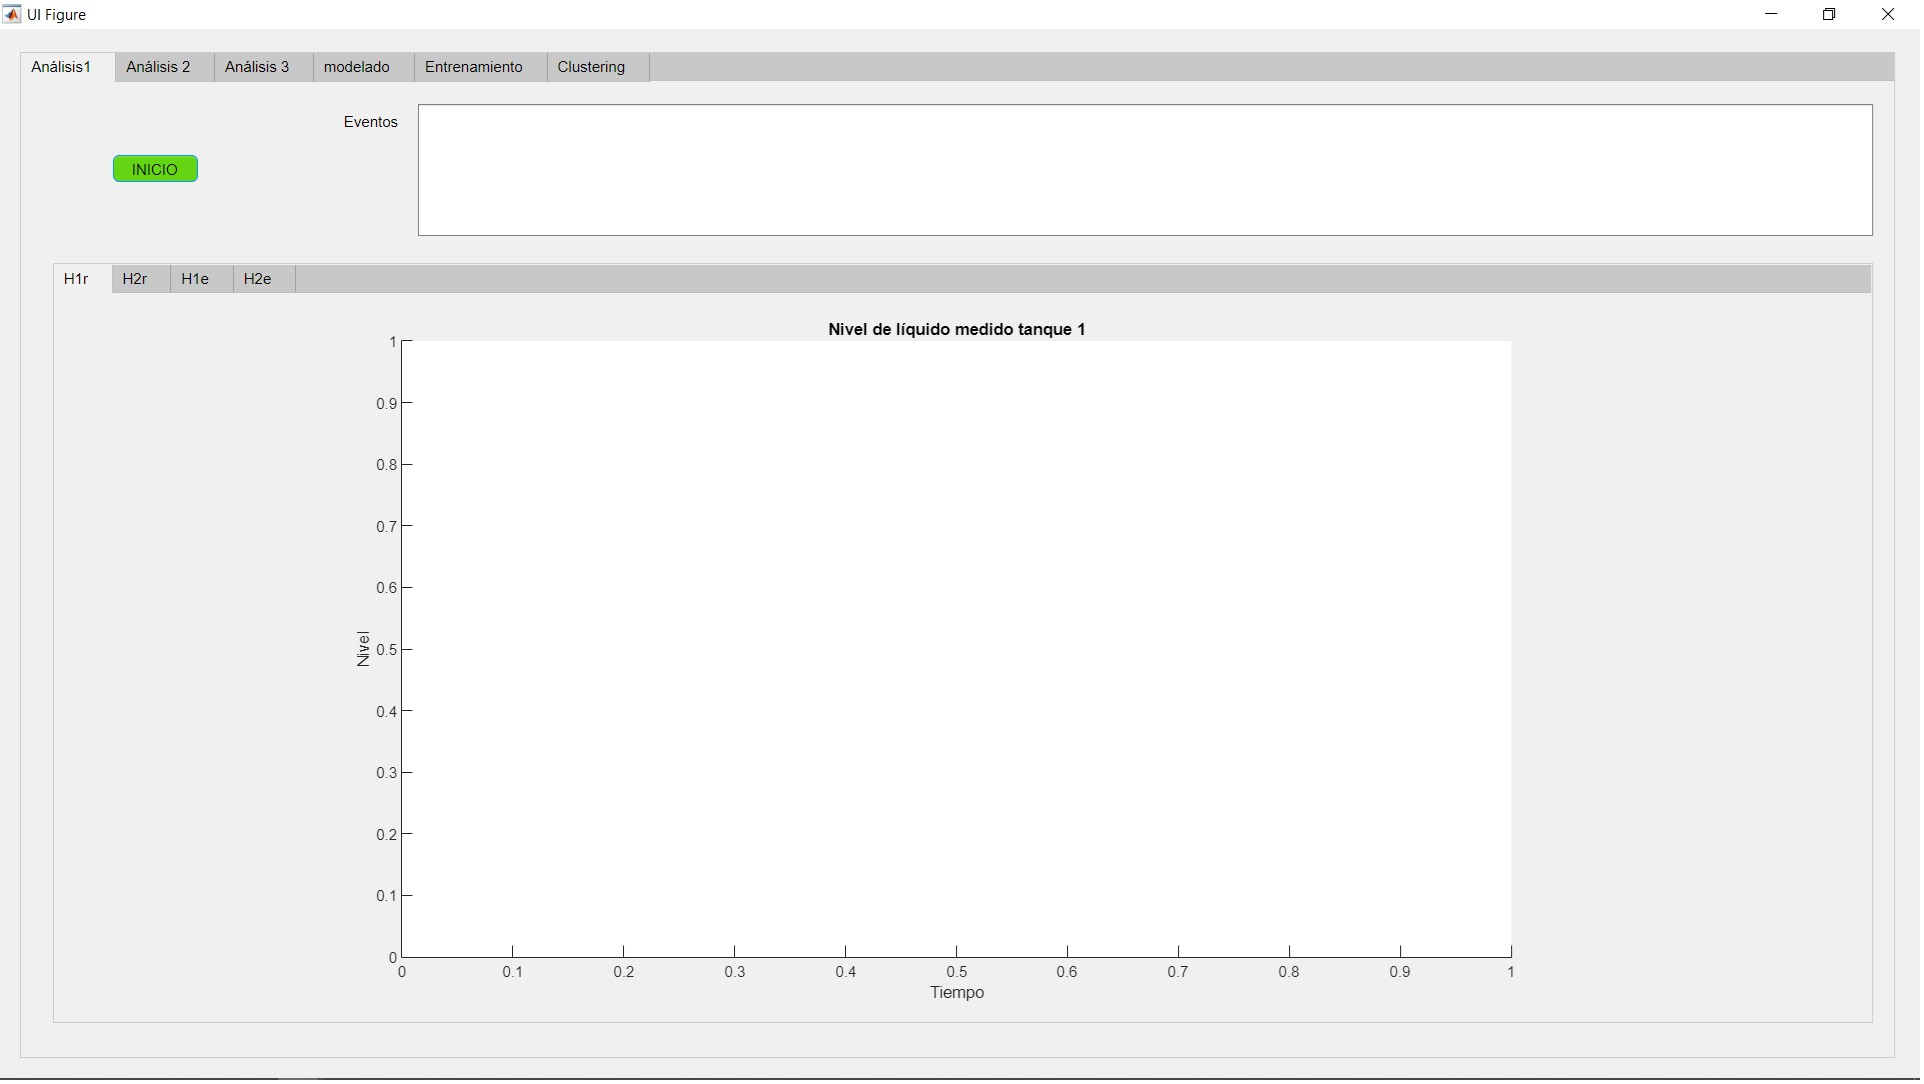 UI Figure
Análisis1 Análisis 2 Análisis 3 modelado Entrenamiento Clustering
Eventos
INICIO
H1r H2r H1e H2e
Nivel de líquido medido tanque 1
1
0.9
0.8
0.7
0.6
0.5
0.4
0.3
0.2
0.1
0
Nivel
0 0.1 0.2 0.3 0.4 0.5 0.6 0.7 0.8 0.9 1
Tiempo